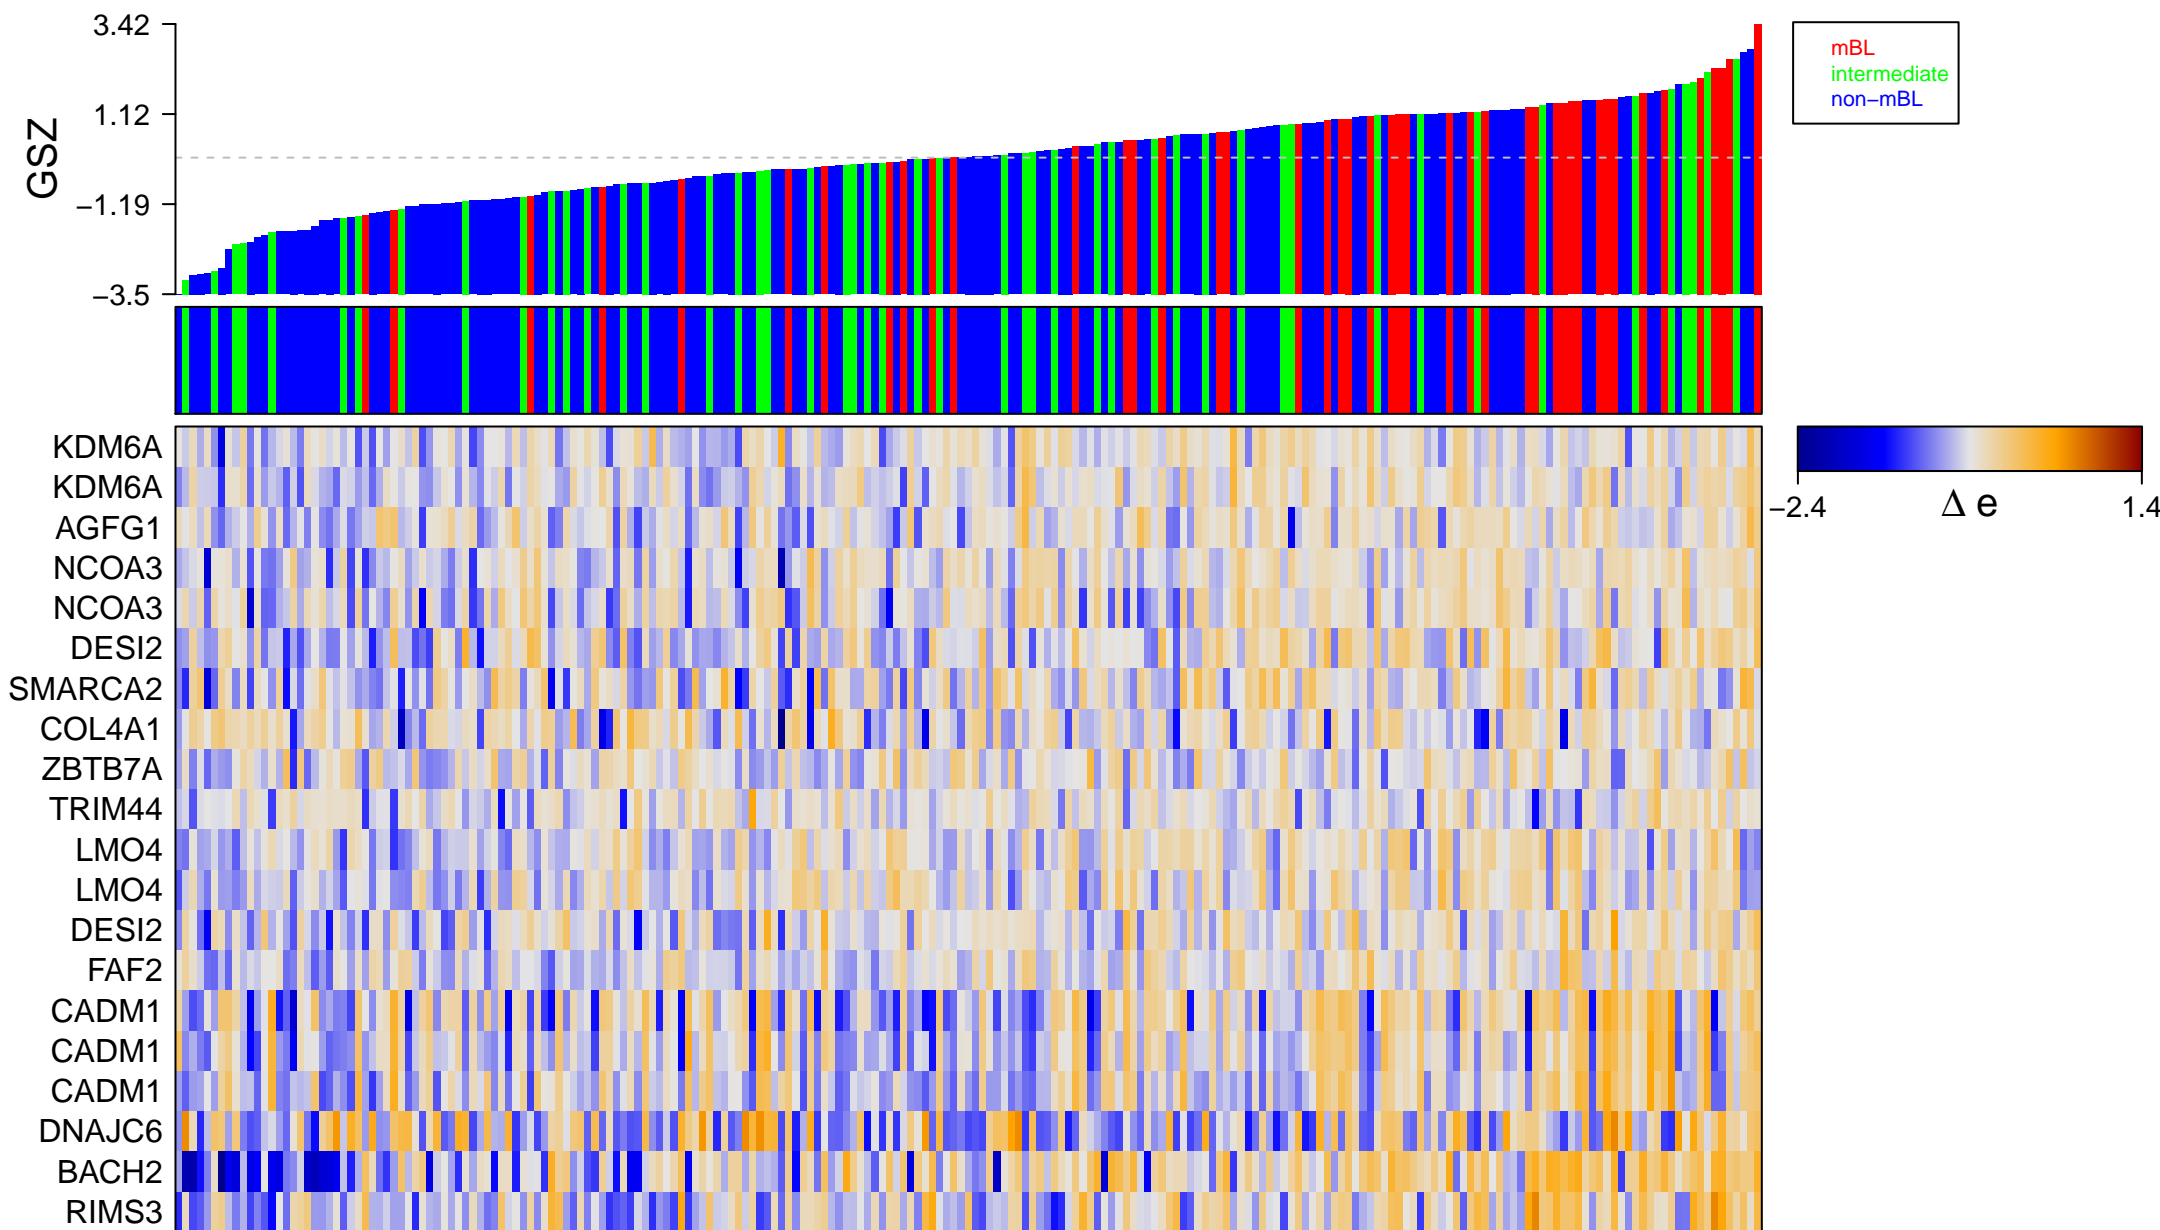 3.42
1.12
−1.19
−3.5
GSZ
mBL
intermediate
non−mBL
KDM6A
KDM6A
AGFG1
NCOA3
NCOA3
DESI2
SMARCA2
COL4A1
ZBTB7A
TRIM44
LMO4
LMO4
DESI2
FAF2
CADM1
CADM1
CADM1
DNAJC6
BACH2
RIMS3
−2.4 Δ e 1.4